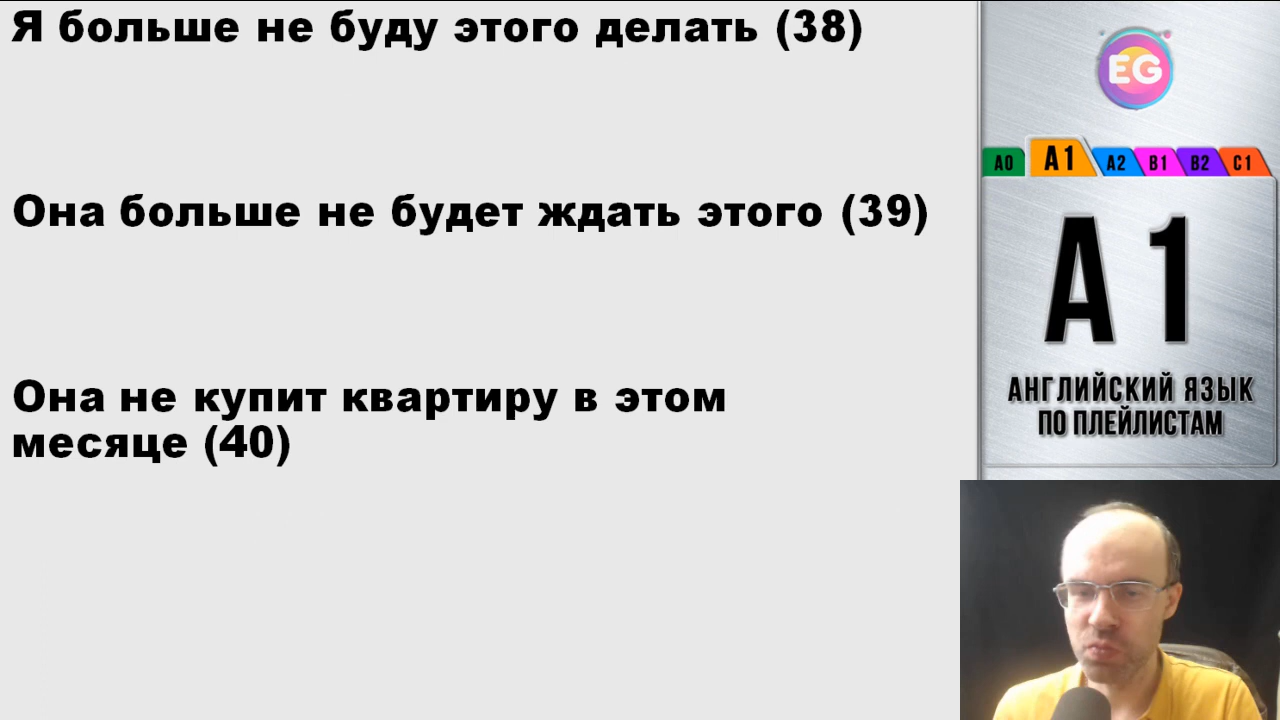 Я больше не буду этого делать (38)
Она больше не будет ждать этого (39)
Она не купит квартиру в этом
месяце (40)
EG
A0 A1 A2 B1 B2 C1
A1
АНГЛИЙСКИЙ ЯЗЫК
ПО ПЛЕЙЛИСТАМ